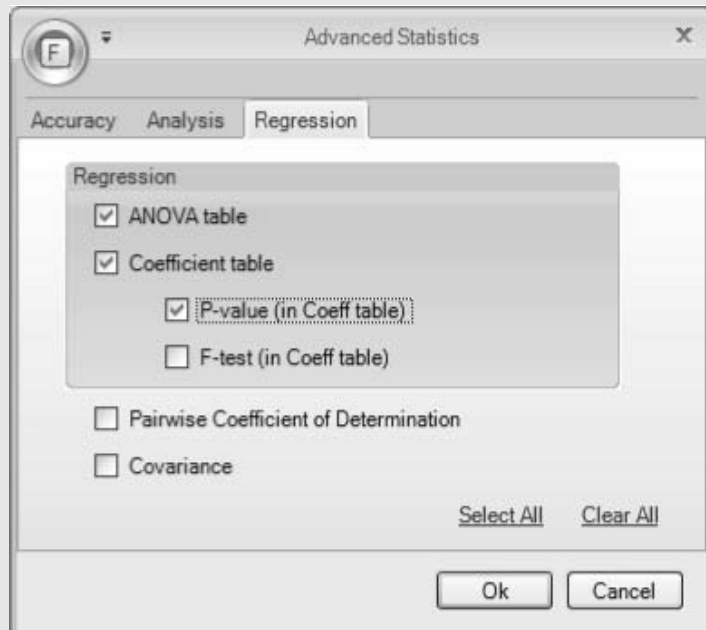 F
Advanced Statistics
X
Accuracy Analysis Regression
Regression
ANOVA table
Coefficient table
P-value (in Coeff table)
F-test (in Coeff table)
Pairwise Coefficient of Determination
Covariance
Select All Clear All
Ok Cancel